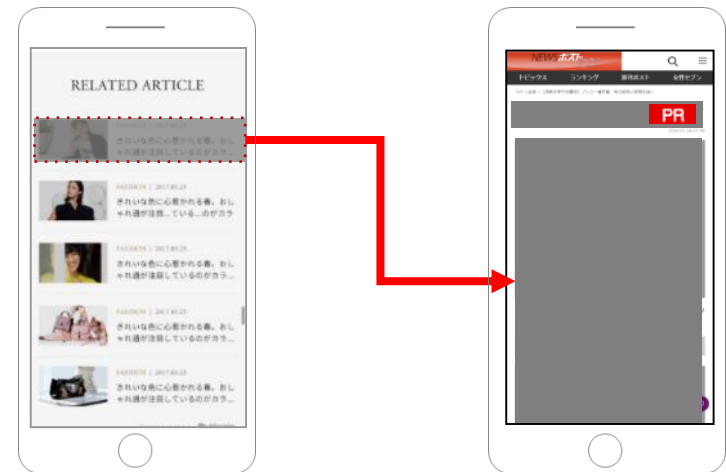 RELATED ARTICLE
きれいな色に心惹かれる春。おし
ゃれ通が注目しているのがカラ...
FASHION | 2017.03.23
きれいな色に心惹かれる春。おし
ゃれ通が注目...ている...のがカラ
FASHION | 2017.03.23
きれいな色に心惹かれる春。おし
ゃれ通が注目しているのがカラ...
FASHION | 2017.03.23
きれいな色に心惹かれる春。おし
ゃれ通が注目しているのがカラ...
FASHION | 2017.03.23
きれいな色に心惹かれる春。おし
ゃれ通が注目しているのがカラ...
NEWSポスト
トピックス ランキング 週刊ポスト 女性セブン
PR